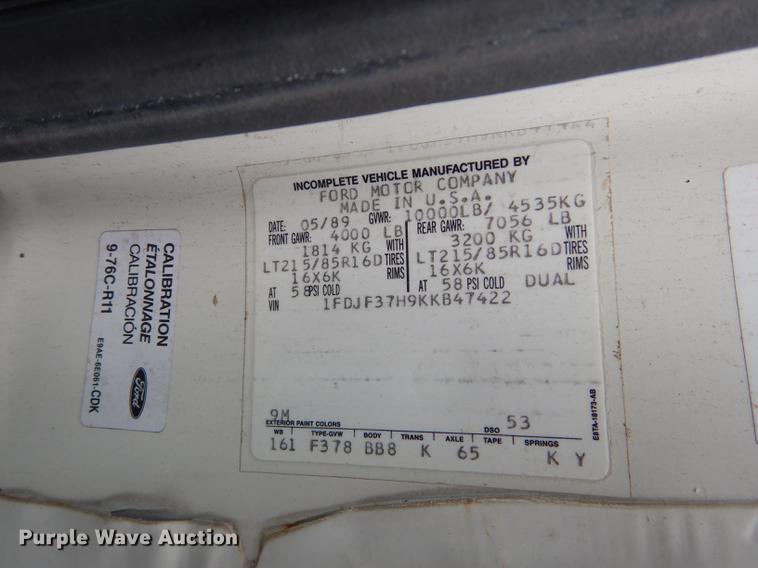 INCOMPLETE VEHICLE MANUFACTURED BY
FORD MOTOR COMPANY
MADE IN U.S.A.
DATE: 05/89 GVWR: 10000LB/ 4535KG
FRONT GAWR: 4000 LB REAR GAWR: 7056 LB
1814 KG WITH 3200 KG WITH
LT215/85R16D TIRES LT215/85R16D TIRES
16X6K RIMS 16X6K RIMS
AT 58 PSI COLD AT 58 PSI COLD DUAL
VIN 1FDJF37H9KKB47422
9M
EXTERIOR PAINT COLORS DSO 53
WB TYPE-GVW BODY TRANS AXLE TAPE SPRINGS
161 F378 BB8 K 65 K Y
E8TA-18173-AB
CALIBRATION
ETALONNAGE
CALIBRACIÓN
9-76C-R11
E9AE-6E061-CDK
Ford
Purple Wave Auction